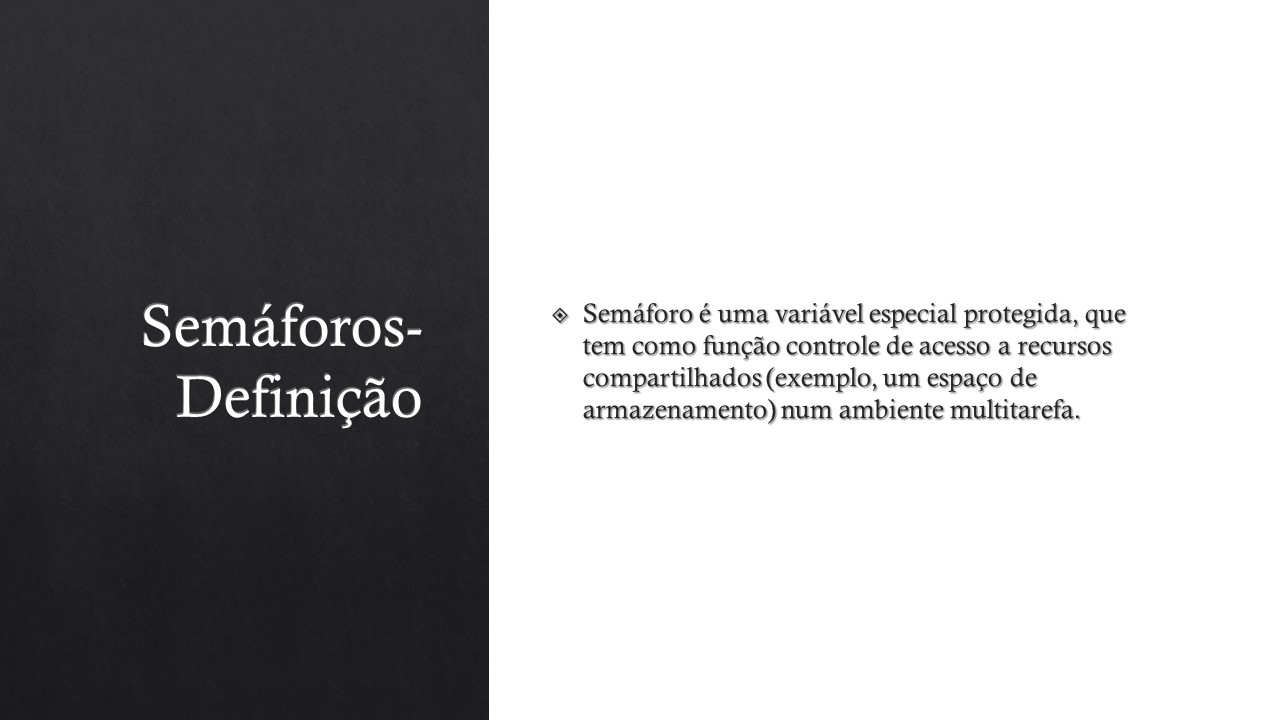 Semáforos-
Definição
Semáforo é uma variável especial protegida, que
tem como função controle de acesso a recursos
compartilhados (exemplo, um espaço de
armazenamento) num ambiente multitarefa.